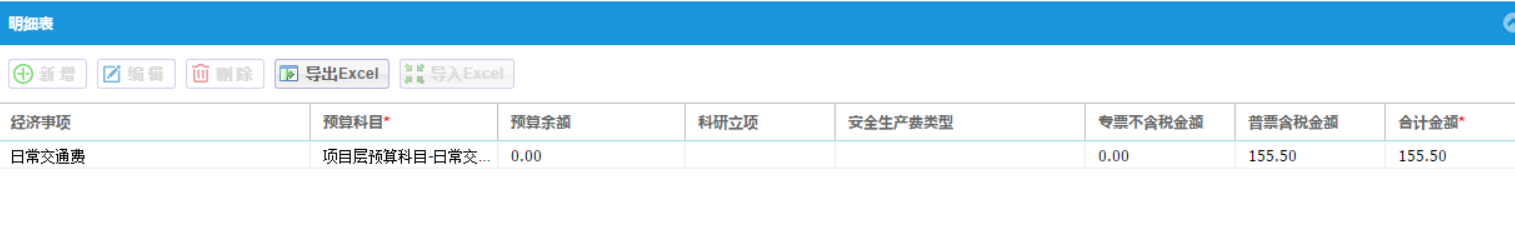 明细表
新增 编辑 删除 导出Excel 导入Excel
经济事项 预算科目* 预算余额 科研立项 安全生产费类型 专票不含税金额 普票含税金额 合计金额*
日常交通费 项目层预算科目-日常交... 0.00 0.00 155.50 155.50